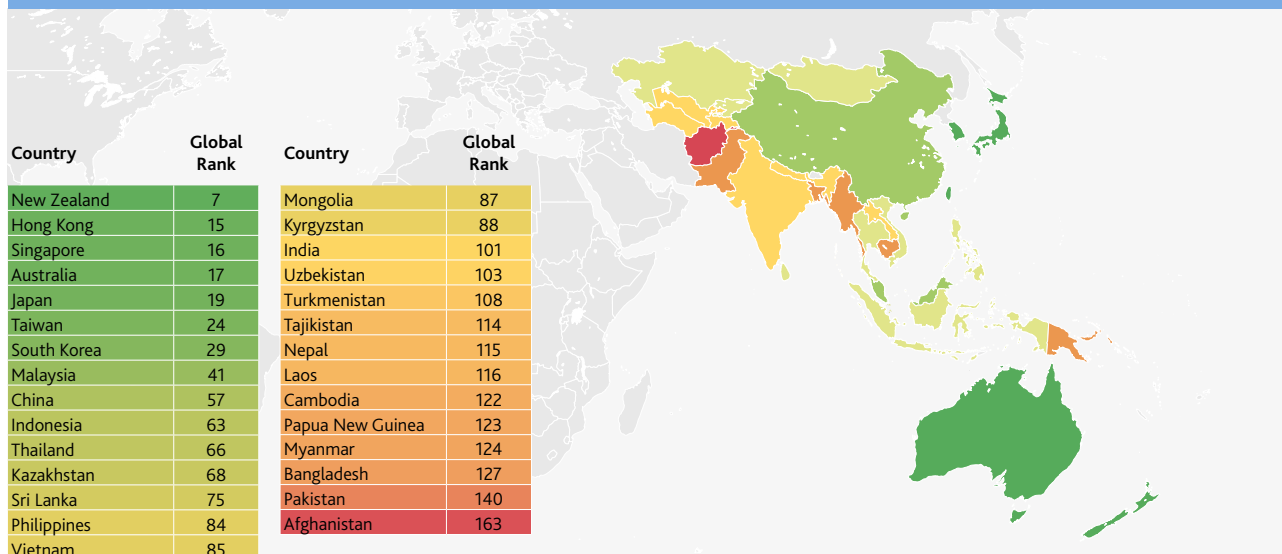 Country Global Rank
New Zealand 7
Hong Kong 15
Singapore 16
Australia 17
Japan 19
Taiwan 24
South Korea 29
Malaysia 41
China 57
Indonesia 63
Thailand 66
Kazakhstan 68
Sri Lanka 75
Philippines 84
Vietnam 85
Country Global Rank
Mongolia 87
Kyrgyzstan 88
India 101
Uzbekistan 103
Turkmenistan 108
Tajikistan 114
Nepal 115
Laos 116
Cambodia 122
Papua New Guinea 123
Myanmar 124
Bangladesh 127
Pakistan 140
Afghanistan 163